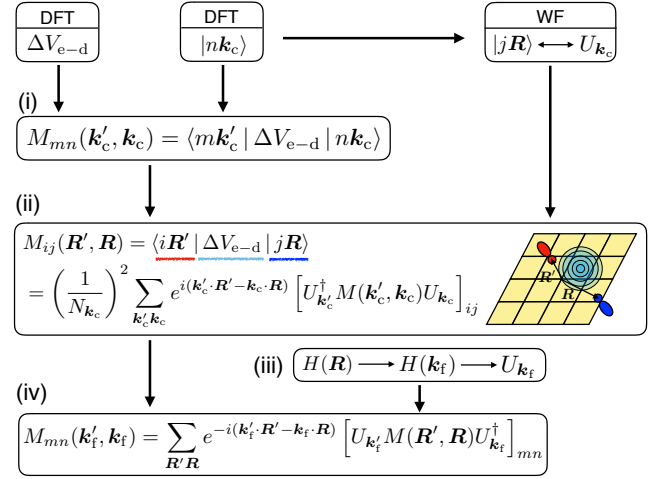 DFT DFT WF
ΔV_{e−d} |n𝒌_c⟩ |j𝑹⟩ ⟷ U_{𝒌_c}
(i)
M_{mn}(𝒌′_c, 𝒌_c) = ⟨m𝒌′_c | ΔV_{e−d} | n𝒌_c⟩
(ii)
M_{ij}(𝑹′, 𝑹) = ⟨i𝑹′ | ΔV_{e−d} | j𝑹⟩
= (1/N_{𝒌_c})^2 ∑_{𝒌′_c 𝒌_c} e^{i(𝒌′_c·𝑹′−𝒌_c·𝑹)} [U^†_{𝒌′_c} M(𝒌′_c, 𝒌_c) U_{𝒌_c}]_{ij}
𝑹′
𝑹
(iii) H(𝑹) ⟶ H(𝒌_f) ⟶ U_{𝒌_f}
(iv)
M_{mn}(𝒌′_f, 𝒌_f) = ∑_{𝑹′𝑹} e^{−i(𝒌′_f·𝑹′−𝒌_f·𝑹)} [U_{𝒌′_f} M(𝑹′, 𝑹) U^†_{𝒌_f}]_{mn}